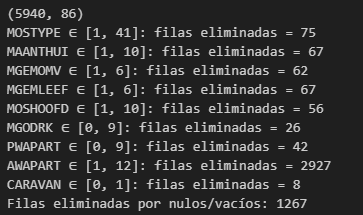 (5940, 86)
MOSTYPE ∈ [1, 41]: filas eliminadas = 75
MAANTHUI ∈ [1, 10]: filas eliminadas = 67
MGEMOMV ∈ [1, 6]: filas eliminadas = 62
MGEMLEEF ∈ [1, 6]: filas eliminadas = 67
MOSHOOFD ∈ [1, 10]: filas eliminadas = 56
MGODRK ∈ [0, 9]: filas eliminadas = 26
PWAPART ∈ [0, 9]: filas eliminadas = 42
AWAPART ∈ [1, 12]: filas eliminadas = 2927
CARAVAN ∈ [0, 1]: filas eliminadas = 8
Filas eliminadas por nulos/vacíos: 1267